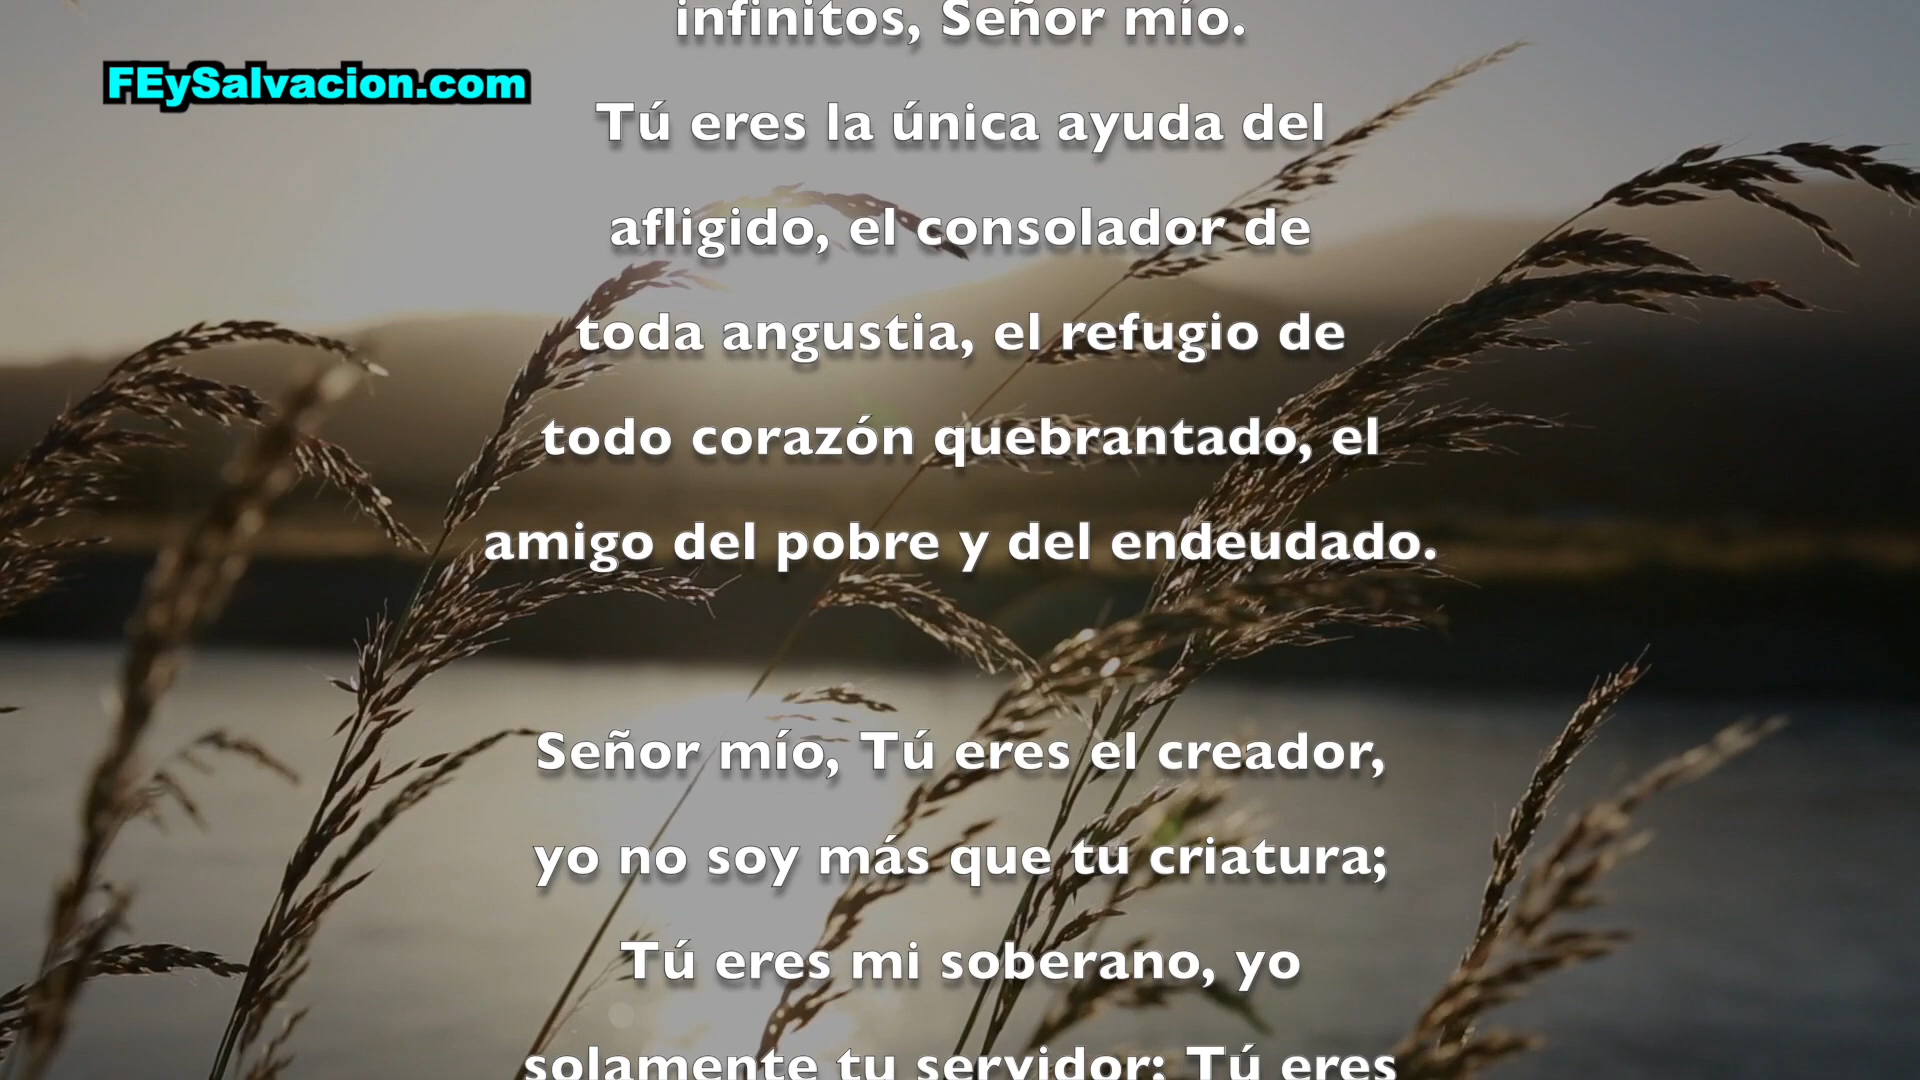 infinitos, Señor mío.
FEySalvacion.com
Tú eres la única ayuda del
afligido, el consolador de
toda angustia, el refugio de
todo corazón quebrantado, el
amigo del pobre y del endeudado.
Señor mío, Tú eres el creador,
yo no soy más que tu criatura;
Tú eres mi soberano, yo
solamente tu servidor; Tú eres